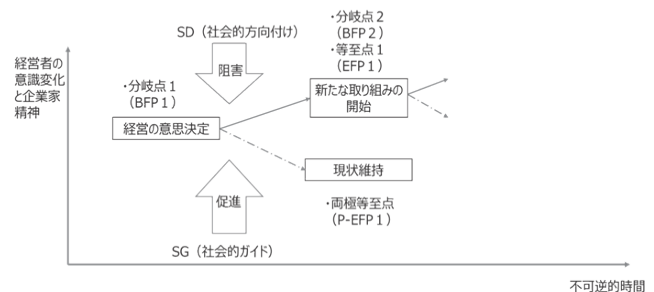 ・分岐点2
(BFP2)
・等至点1
(EFP1)
SD(社会的方向付け)
阻害
経営者の
意識変化
と企業家
精神
・分岐点1
(BFP1)
経営の意思決定
新たな取り組みの
開始
現状維持
・両極等至点
(P-EFP1)
促進
SG(社会的ガイド)
不可逆的時間